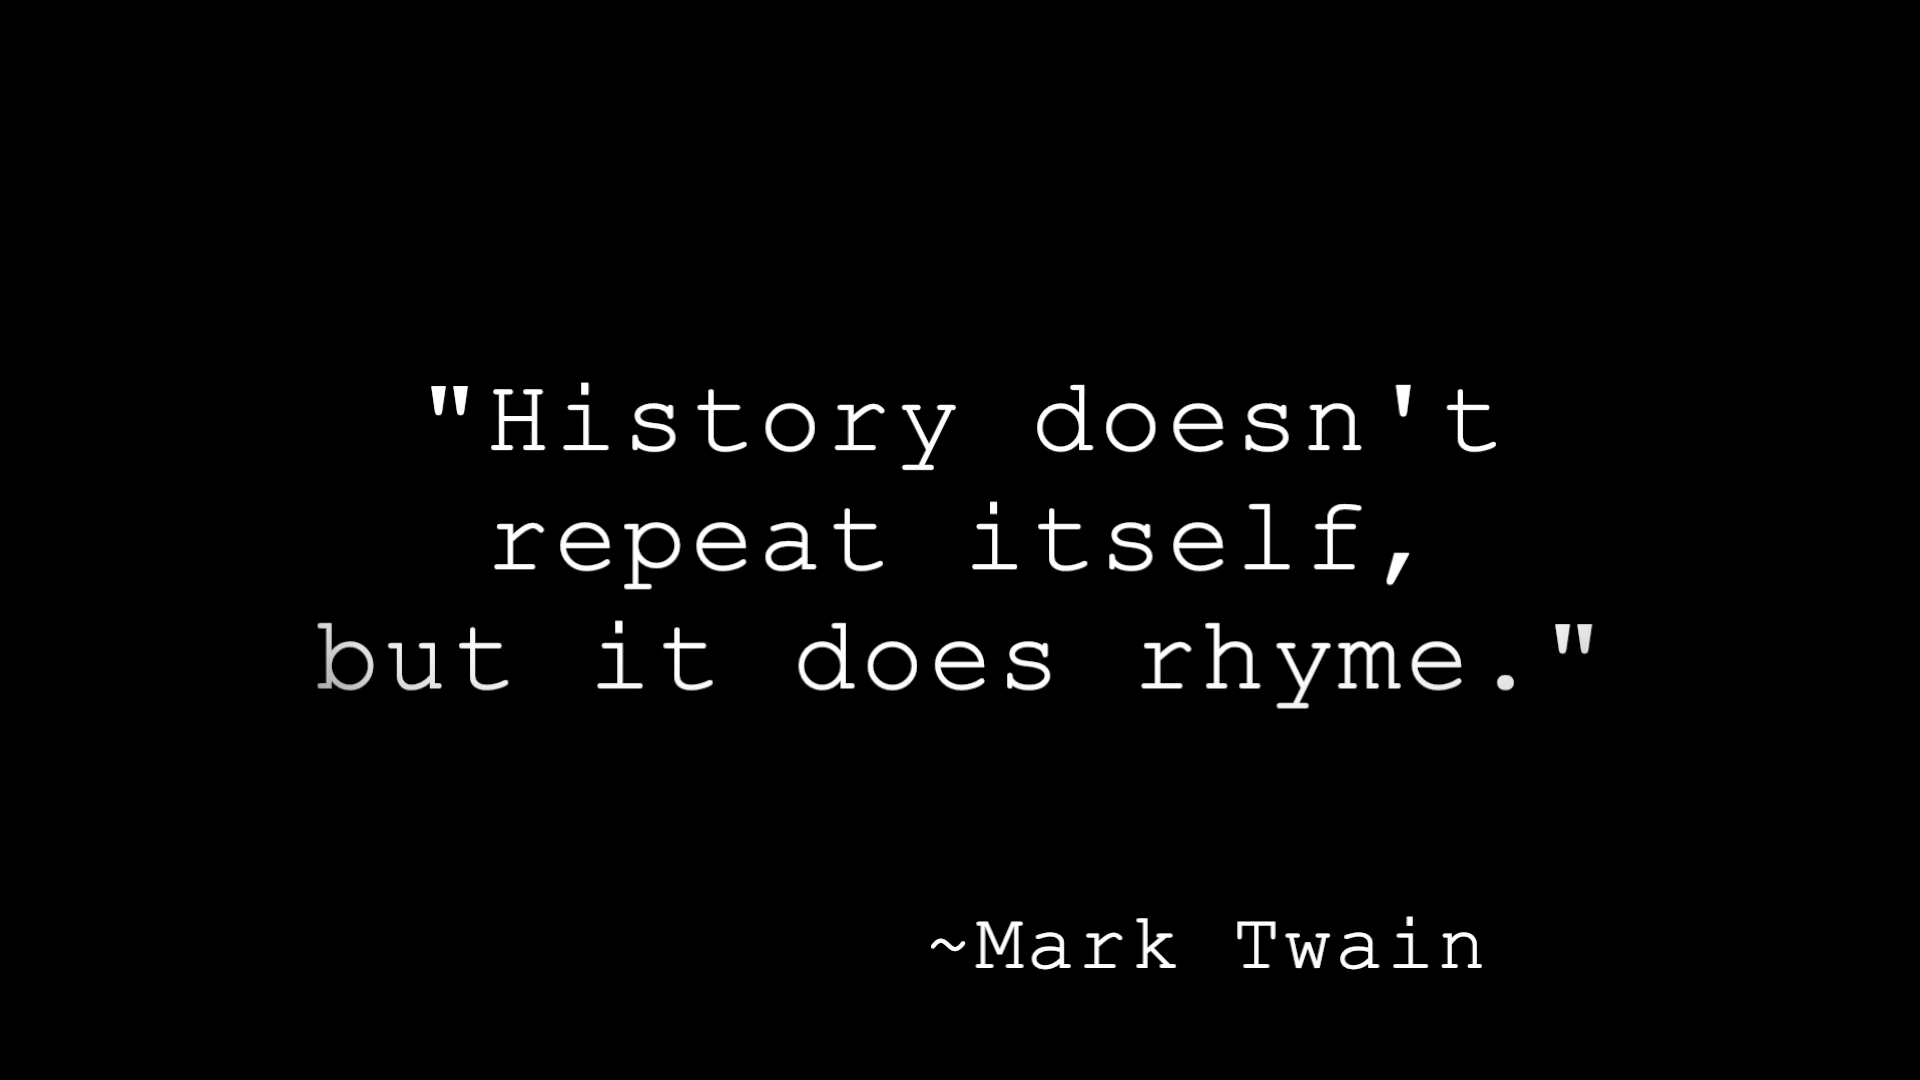 "History doesn't
repeat itself,
but it does rhyme."
~Mark Twain